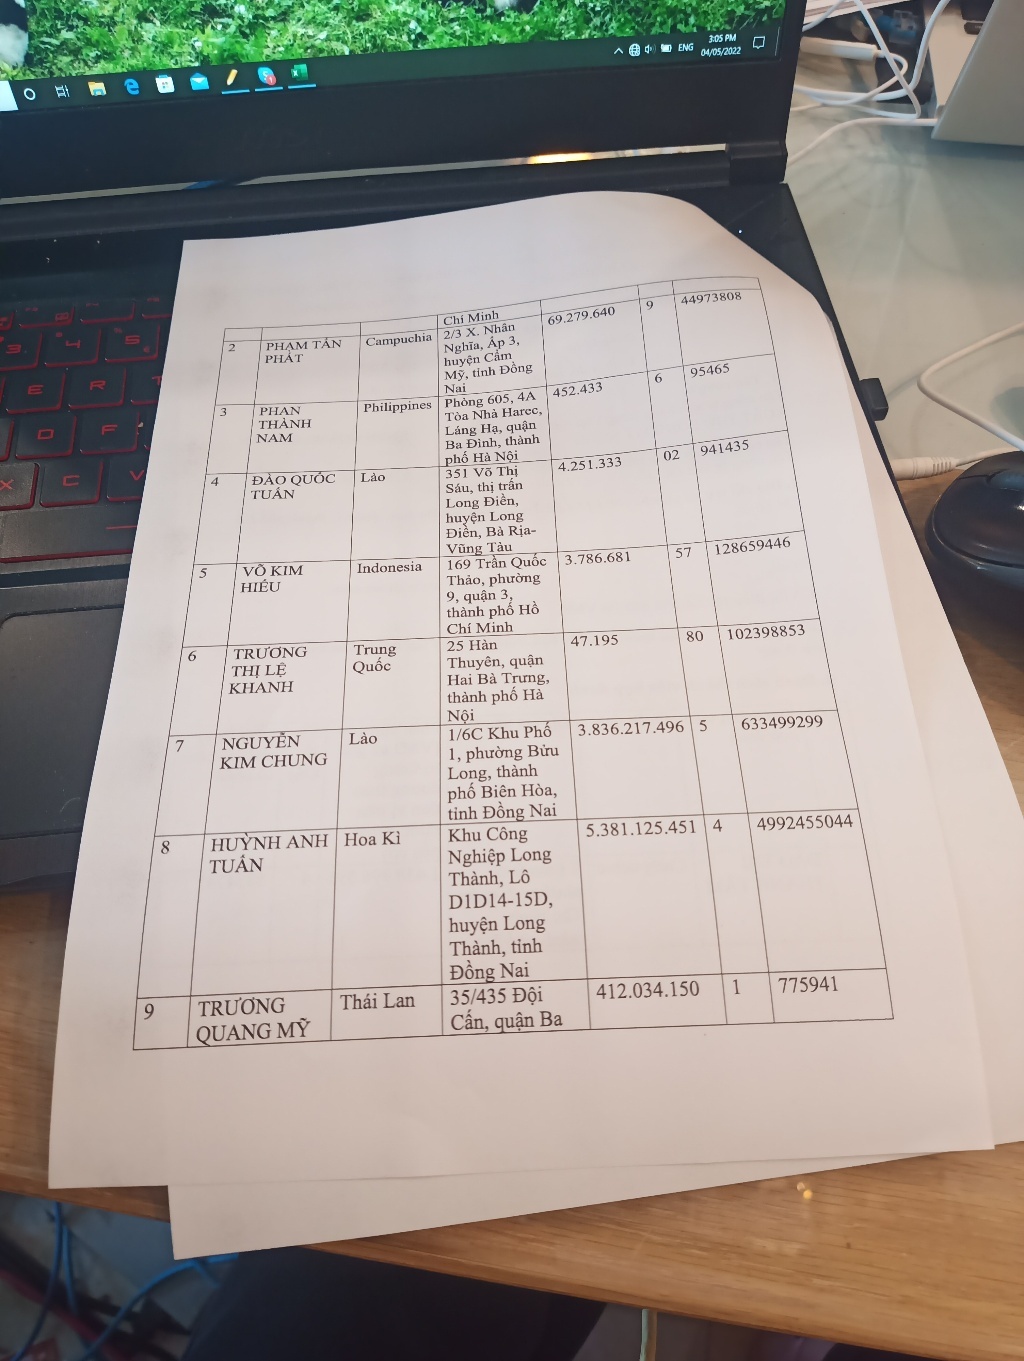 3:05 PM
ENG
04/05/2022
3 4 5
E R
D F
X C V
Chí Minh
2 PHẠM TẤN Campuchia 2/3 X. Nhân 69.279.640 9 44973808
PHÁT Nghĩa, Ấp 3,
huyện Cẩm
Mỹ, tỉnh Đồng
Nai
3 PHAN Philippines Phòng 605, 4A 452.433 6 95465
THÀNH Tòa Nhà Harec,
NAM Láng Hạ, quận
Ba Đình, thành
phố Hà Nội
4 ĐÀO QUỐC Lào 351 Võ Thị 4.251.333 02 941435
TUẤN Sáu, thị trấn
Long Điền,
huyện Long
Điền, Bà Rịa-
Vũng Tàu
5 VÕ KIM Indonesia 169 Trần Quốc 3.786.681 57 128659446
HIẾU Thảo, phường
9, quận 3,
thành phố Hồ
Chí Minh
6 TRƯƠNG Trung 25 Hàn 47.195 80 102398853
THỊ LỆ Quốc Thuyên, quận
KHANH Hai Bà Trưng,
thành phố Hà
Nội
7 NGUYỄN Lào 1/6C Khu Phố 3.836.217.496 5 633499299
KIM CHUNG 1, phường Bửu
Long, thành
phố Biên Hòa,
tỉnh Đồng Nai
8 HUỲNH ANH Hoa Kì Khu Công 5.381.125.451 4 4992455044
TUẤN Nghiệp Long
Thành, Lô
D1D14-15D,
huyện Long
Thành, tỉnh
Đồng Nai
9 TRƯƠNG Thái Lan 35/435 Đội 412.034.150 1 775941
QUANG MỸ Cấn, quận Ba